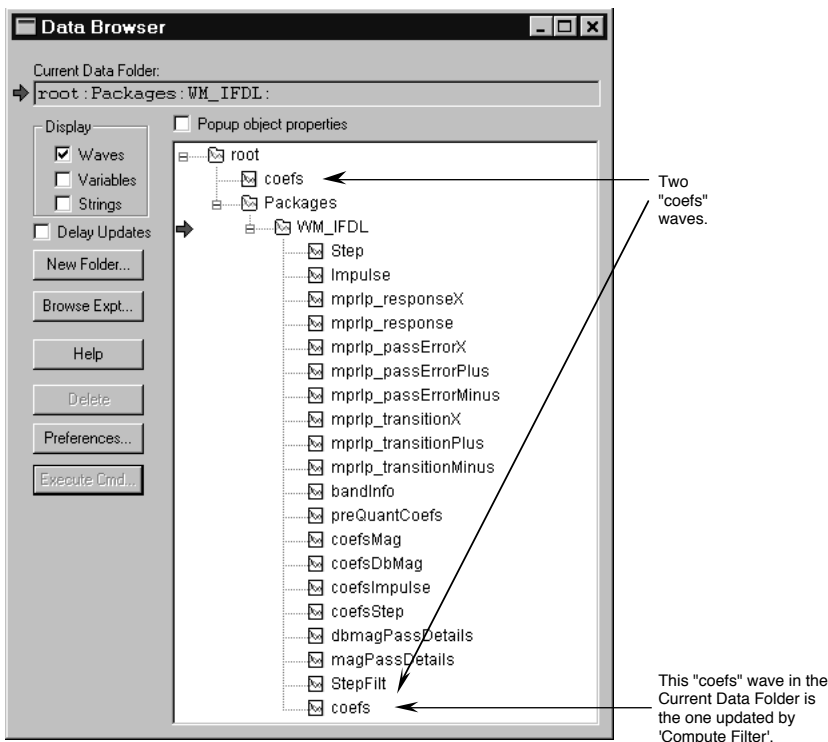 Data Browser
Current Data Folder:
root:Packages:WM_IFDL:
Display
Waves
Variables
Strings
Delay Updates
New Folder...
Browse Expt...
Help
Delete
Preferences...
Execute Cmd...
Popup object properties
root
coefs
Packages
WM_IFDL
Step
Impulse
mprlp_responseX
mprlp_response
mprlp_passErrorX
mprlp_passErrorPlus
mprlp_passErrorMinus
mprlp_transitionX
mprlp_transitionPlus
mprlp_transitionMinus
bandInfo
preQuantCoefs
coefsMag
coefsDbMag
coefsImpulse
coefsStep
dbmagPassDetails
magPassDetails
StepFilt
coefs
Two
"coefs"
waves.
This "coefs" wave in the
Current Data Folder is
the one updated by
'Compute Filter'.